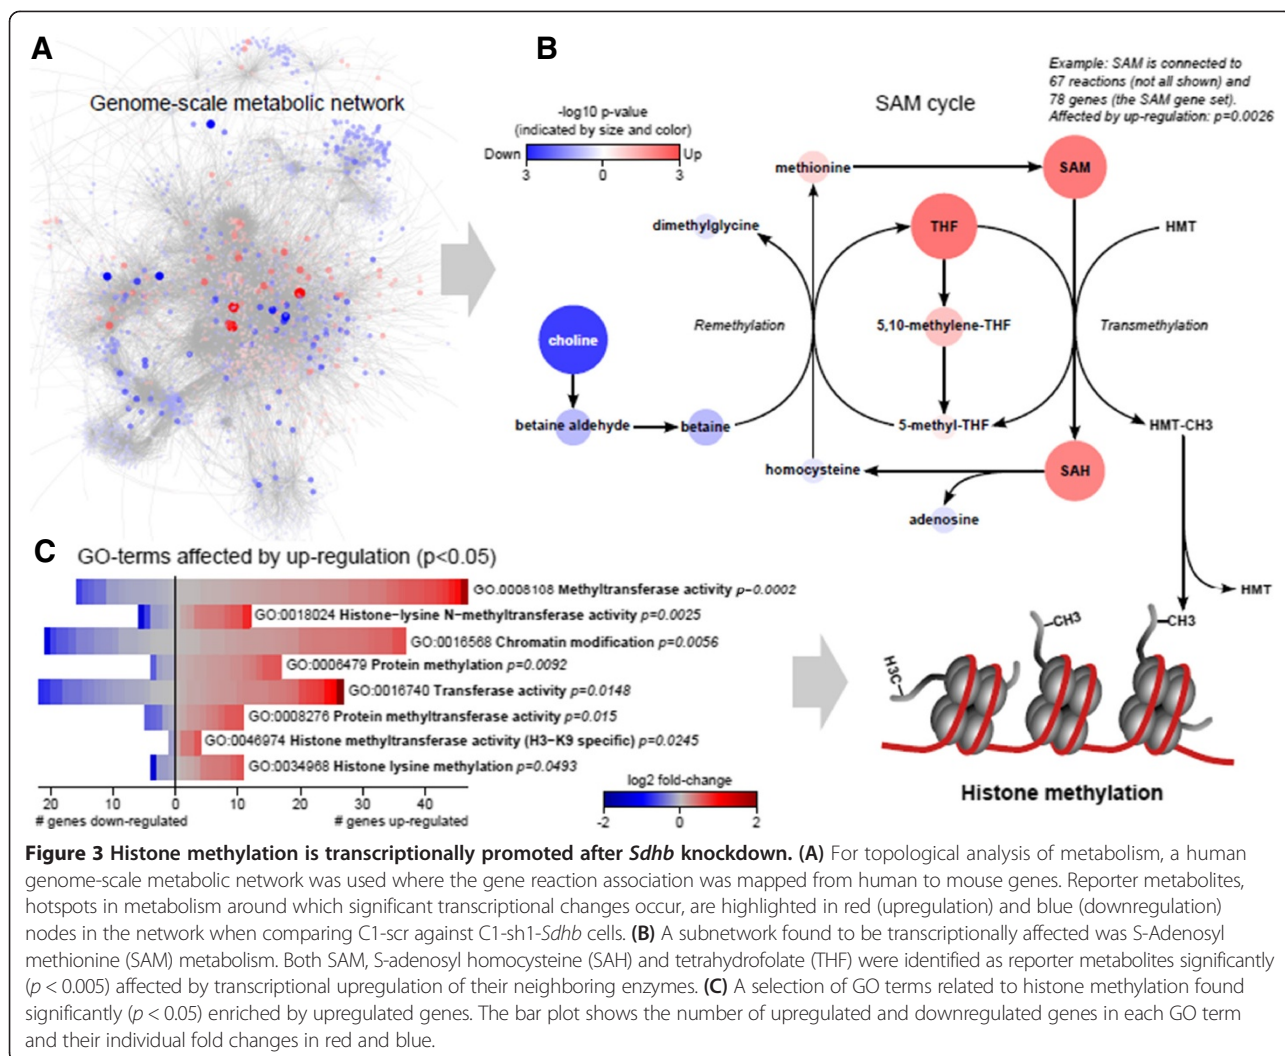 A
Genome-scale metabolic network
B
-log10 p-value
(indicated by size and color)
Down
Up
3
0
3
SAM cycle
Example: SAM is connected to
67 reactions (not all shown) and
78 genes (the SAM gene set).
Affected by up-regulation: p=0.0026
methionine
SAM
dimethylglycine
THF
HMT
choline
Remethylation
5,10-methylene-THF
Transmethylation
betaine aldehyde
betaine
5-methyl-THF
HMT-CH3
homocysteine
SAH
adenosine
HMT
C
GO-terms affected by up-regulation (p<0.05)
GO:0008168 Methyltransferase activity p=0.0002
GO:0018024 Histone-lysine N-methyltransferase activity p=0.0025
GO:0016568 Chromatin modification p=0.0056
GO:0006479 Protein methylation p=0.0092
GO:0016740 Transferase activity p=0.0148
GO:0008276 Protein methyltransferase activity p=0.015
GO:0046974 Histone methyltransferase activity (H3-K9 specific) p=0.0245
GO:0034968 Histone lysine methylation p=0.0493
20 10 0 10 20 30 40
# genes down-regulated
# genes up-regulated
log2 fold-change
-2 0 2
H3C-
-CH3
-CH3
Histone methylation
Figure 3 Histone methylation is transcriptionally promoted after Sdhb knockdown. (A) For topological analysis of metabolism, a human
genome-scale metabolic network was used where the gene reaction association was mapped from human to mouse genes. Reporter metabolites,
hotspots in metabolism around which significant transcriptional changes occur, are highlighted in red (upregulation) and blue (downregulation)
nodes in the network when comparing C1-scr against C1-sh1-Sdhb cells. (B) A subnetwork found to be transcriptionally affected was S-Adenosyl
methionine (SAM) metabolism. Both SAM, S-adenosyl homocysteine (SAH) and tetrahydrofolate (THF) were identified as reporter metabolites significantly
(p < 0.005) affected by transcriptional upregulation of their neighboring enzymes. (C) A selection of GO terms related to histone methylation found
significantly (p < 0.05) enriched by upregulated genes. The bar plot shows the number of upregulated and downregulated genes in each GO term
and their individual fold changes in red and blue.